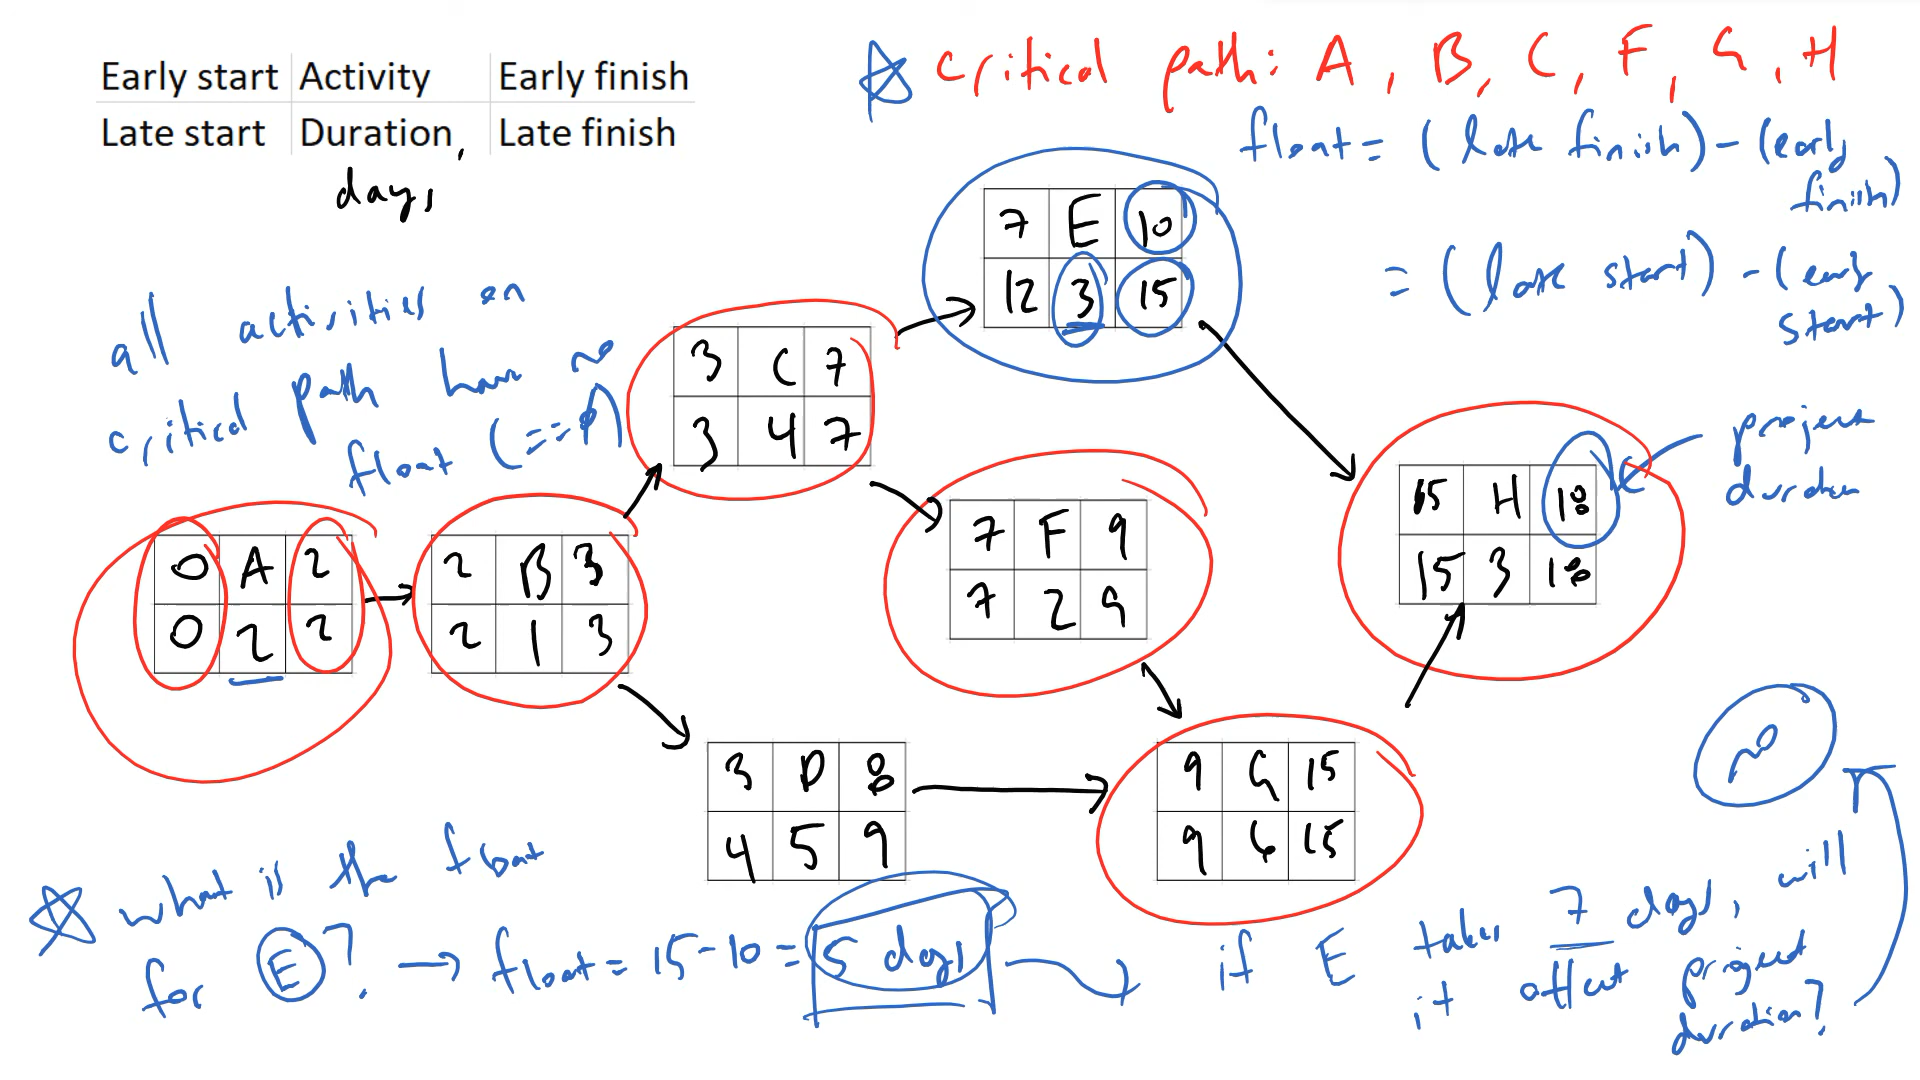 Early start Activity Early finish
Late start Duration, Late finish
days
☆ critical path: A, B, C, F, G, H
float = (late finish) - (early
finish)
= (late start) - (early
start)
all activities on
critical path have no
float (==0)
7 E 10
12 3 15
3 C 7
3 4 7
project
duration
15 H 18
15 3 18
7 F 9
7 2 9
0 A 2
0 2 2
2 B 3
2 1 3
3 D 8
4 5 9
9 G 15
9 6 15
no
☆ what is the float
for E? → float = 15-10 = 5 days
if E takes 7 days, will
it affect project
duration?